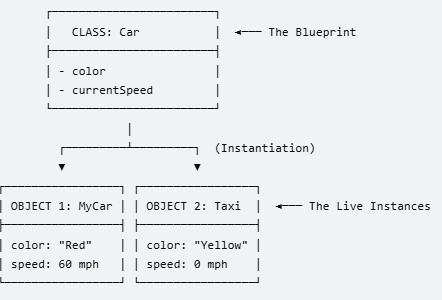 CLASS: Car
The Blueprint
- color
- currentSpeed
(Instantiation)
OBJECT 1: MyCar
OBJECT 2: Taxi
The Live Instances
color: "Red"
color: "Yellow"
speed: 60 mph
speed: 0 mph